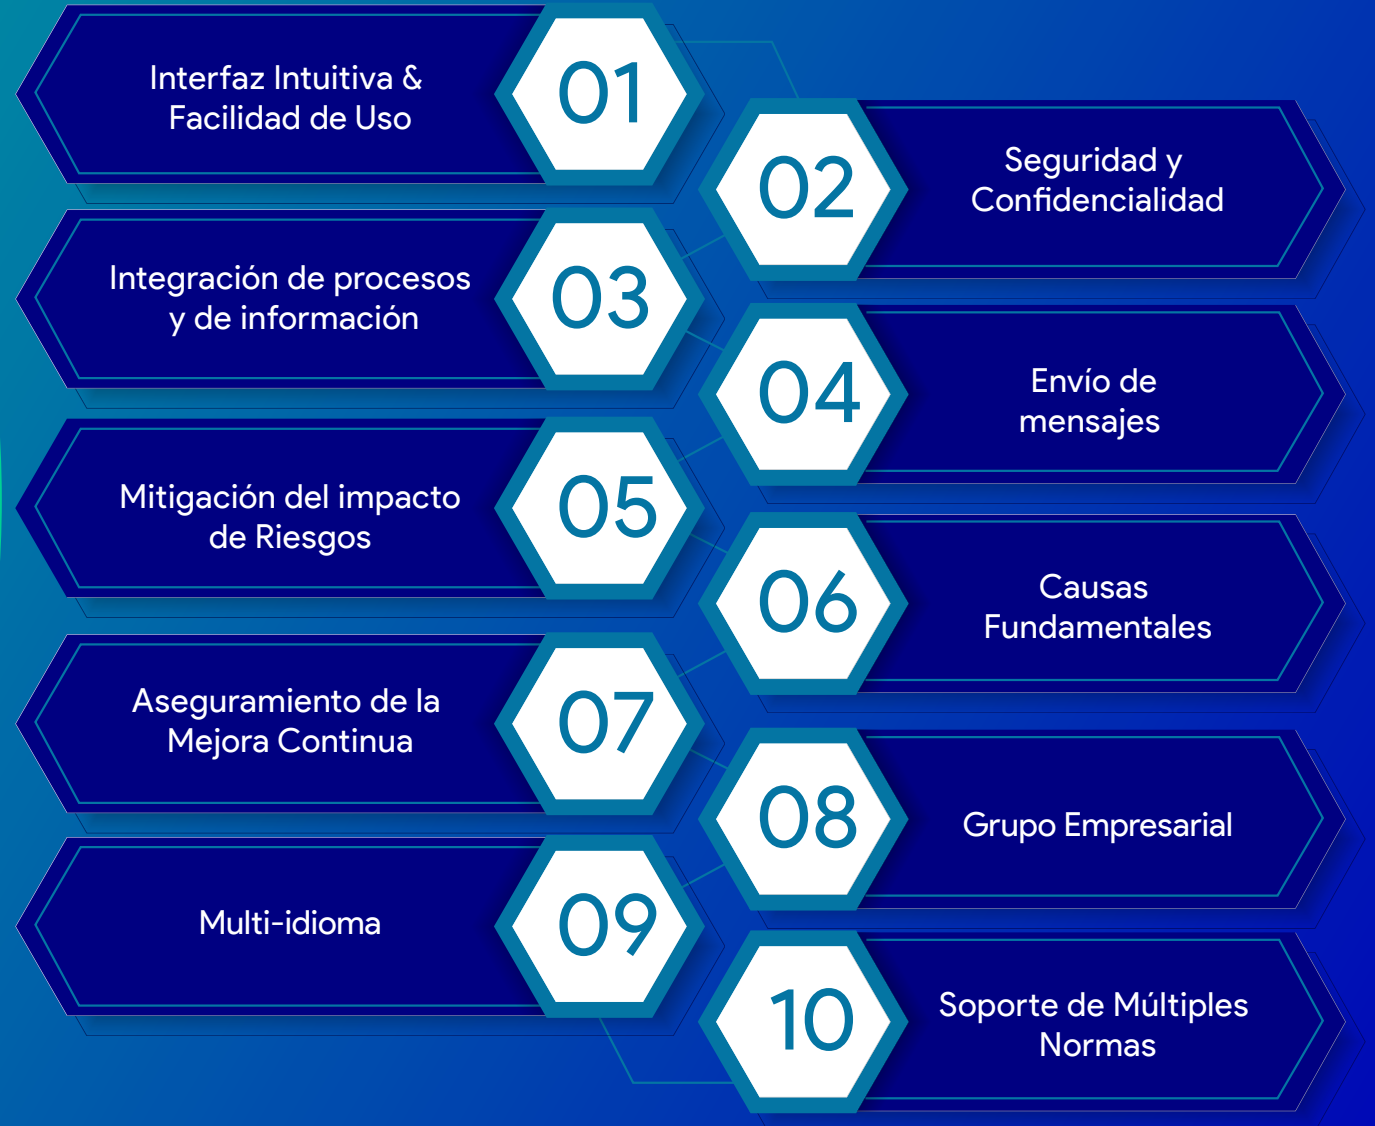 01
Interfaz Intuitiva &
Facilidad de Uso
02
Seguridad y
Confidencialidad
03
Integración de procesos
y de información
04
Envío de
mensajes
05
Mitigación del impacto
de Riesgos
06
Causas
Fundamentales
07
Aseguramiento de la
Mejora Continua
08
Grupo Empresarial
09
Multi-idioma
10
Soporte de Múltiples
Normas